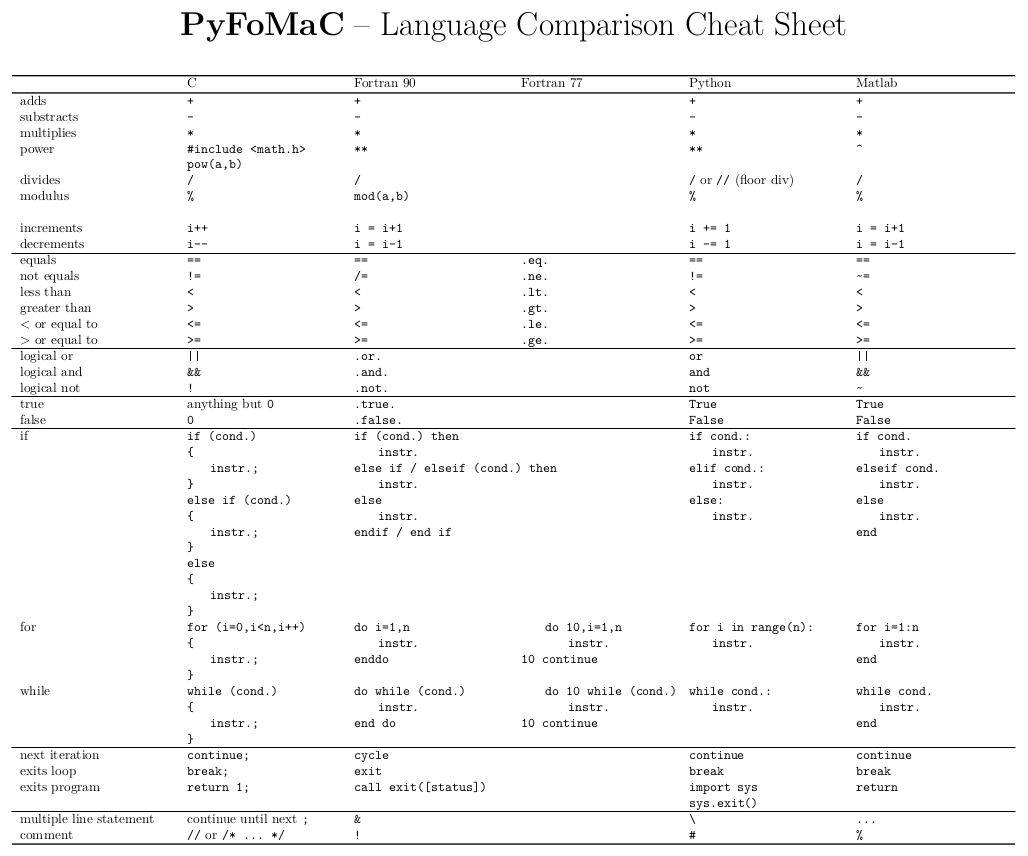 PyFoMaC – Language Comparison Cheat Sheet
C Fortran 90 Fortran 77 Python Matlab
adds + + + +
substracts - - - -
multiplies * * * *
power #include <math.h> ** ** ^
pow(a,b)
divides / / / or // (floor div) /
modulus % mod(a,b) % %
increments i++ i = i+1 i += 1 i = i+1
decrements i-- i = i-1 i -= 1 i = i-1
equals == == .eq. == ==
not equals != /= .ne. != ~=
less than < < .lt. < <
greater than > > .gt. > >
< or equal to <= <= .le. <= <=
> or equal to >= >= .ge. >= >=
logical or || .or. or ||
logical and && .and. and &&
logical not ! .not. not ~
true anything but 0 .true. True True
false 0 .false. False False
if if (cond.) if (cond.) then if cond.: if cond.
{ instr. instr. instr.
instr.; else if / elseif (cond.) then elif cond.: elseif cond.
} instr. instr. instr.
else if (cond.) else else: else
{ instr. instr. instr.
instr.; endif / end if end
}
else
{
instr.;
}
for for (i=0,i<n,i++) do i=1,n do 10,i=1,n for i in range(n): for i=1:n
{ instr. instr. instr. instr.
instr.; enddo 10 continue end
}
while while (cond.) do while (cond.) do 10 while (cond.) while cond.: while cond.
{ instr. instr. instr. instr.
instr.; end do 10 continue end
}
next iteration continue; cycle continue continue
exits loop break; exit break break
exits program return 1; call exit([status]) import sys return
sys.exit()
multiple line statement continue until next ; & \ ...
comment // or /* ... */ ! # %